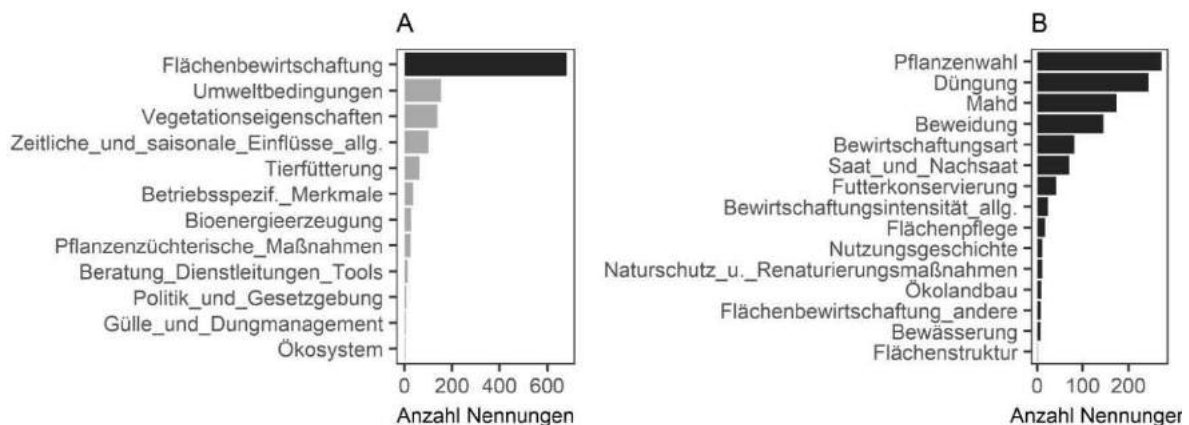 A
Flächenbewirtschaftung
Umweltbedingungen
Vegetationseigenschaften
Zeitliche_und_saisonale_Einflüsse_allg.
Tierfütterung
Betriebsspezif._Merkmale
Bioenergieerzeugung
Pflanzenzüchterische_Maßnahmen
Beratung_Dienstleitungen_Tools
Politik_und_Gesetzgebung
Gülle_und_Dungmanagement
Ökosystem
0 200 400 600
Anzahl Nennungen
B
Pflanzenwahl
Düngung
Mahd
Beweidung
Bewirtschaftungsart
Saat_und_Nachsaat
Futterkonservierung
Bewirtschaftungsintensität_allg.
Flächenpflege
Nutzungsgeschichte
Naturschutz_u._Renaturierungsmaßnahmen
Ökolandbau
Flächenbewirtschaftung_andere
Bewässerung
Flächenstruktur
0 100 200
Anzahl Nennungen